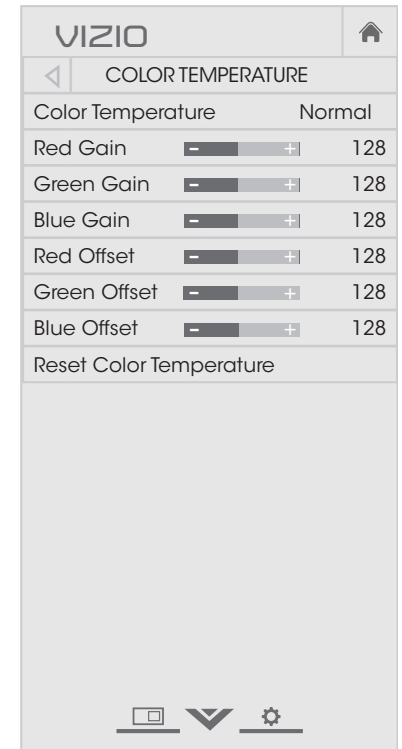 VIZIO
COLOR TEMPERATURE
Color Temperature Normal
Red Gain - + 128
Green Gain - + 128
Blue Gain - + 128
Red Offset - + 128
Green Offset - + 128
Blue Offset - + 128
Reset Color Temperature